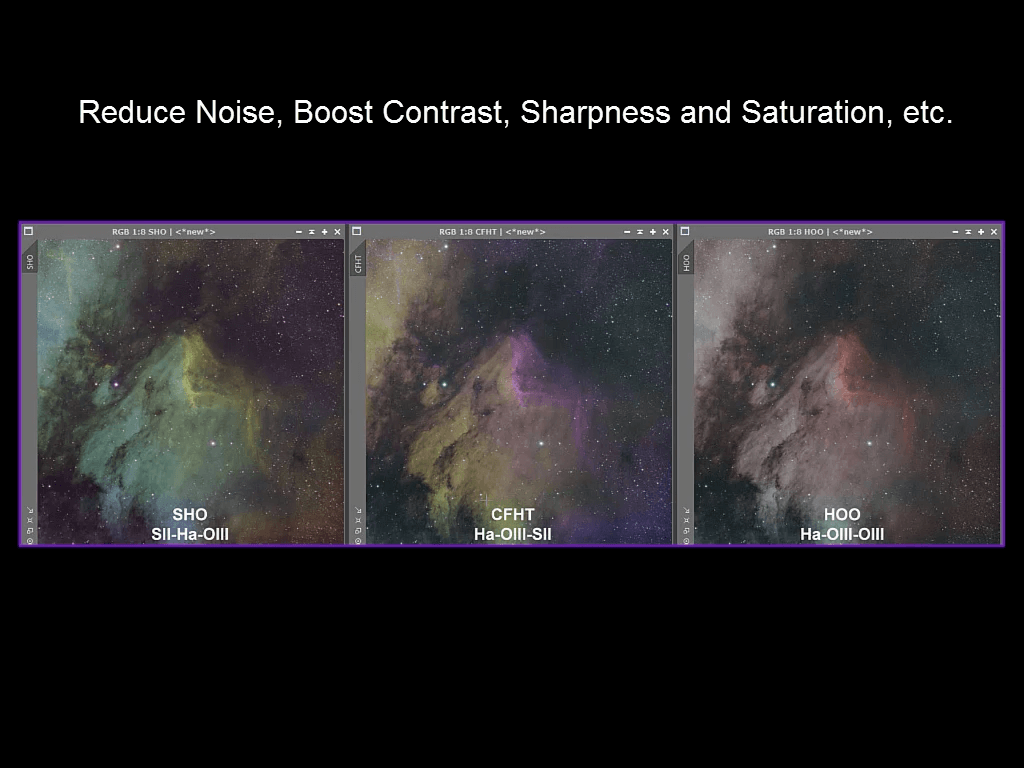 Reduce Noise, Boost Contrast, Sharpness and Saturation, etc.
RGB 1:8 SHO | <*new*>
RGB 1:8 CFHT | <*new*>
RGB 1:8 HOO | <*new*>
SHO
CFHT
HOO
SHO
SII-Ha-OIII
CFHT
Ha-OIII-SII
HOO
Ha-OIII-OIII